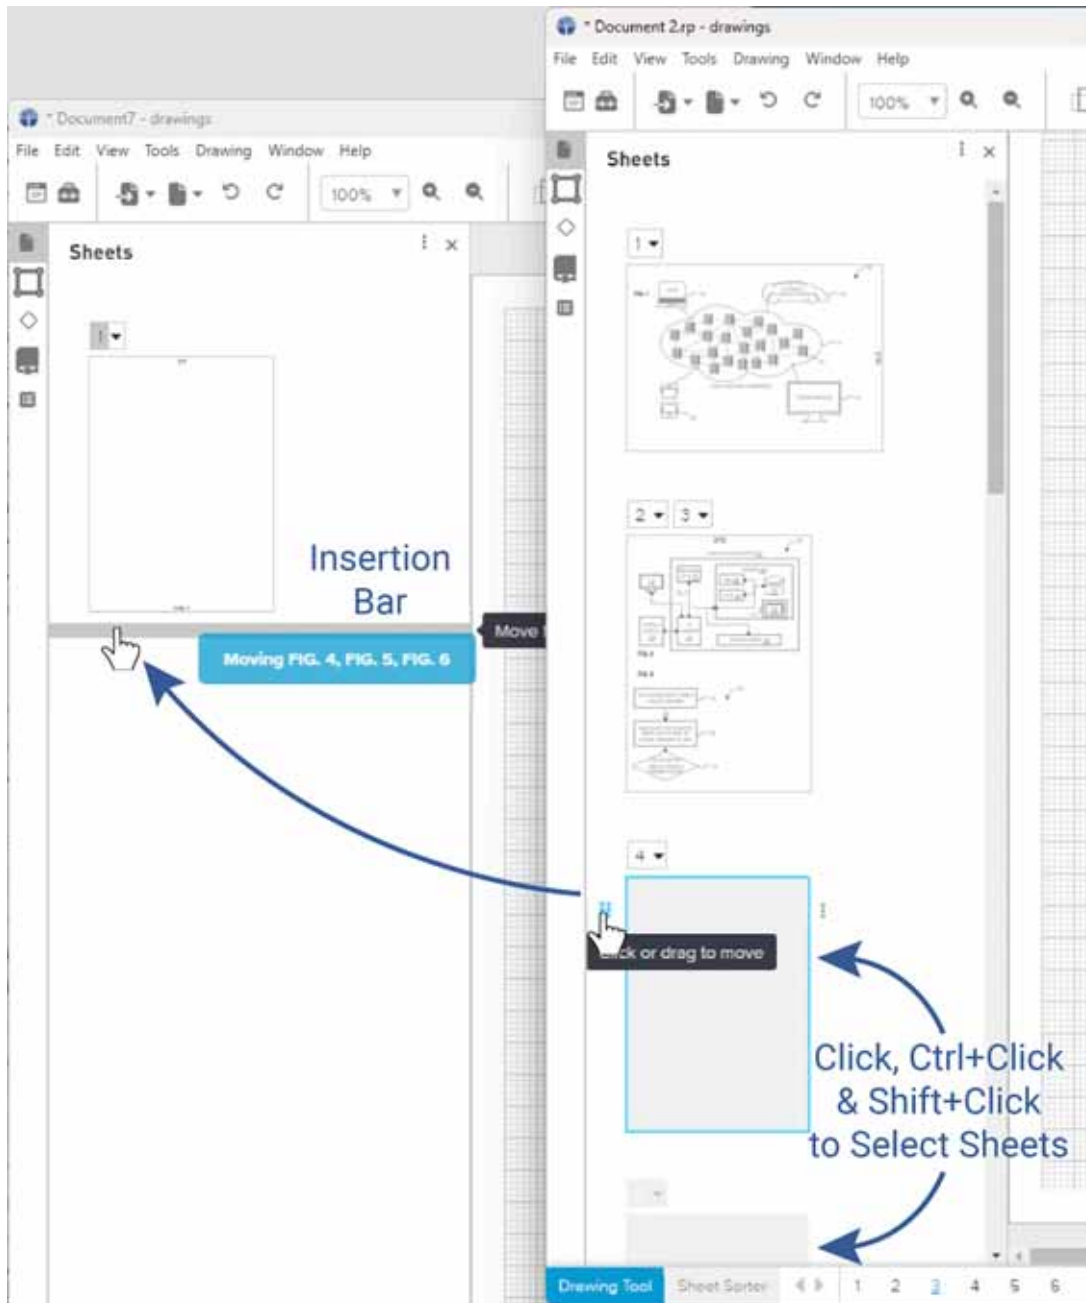 * Document 2.rp - drawings
File Edit View Tools Drawing Window Help
100%
Sheets
1
2 3
4
Click or drag to move
Click, Ctrl+Click
& Shift+Click
to Select Sheets
Drawing Tool Sheet Sorter 1 2 3 4 5 6
* Document7 - drawings
File Edit View Tools Drawing Window Help
100%
Sheets
1
Insertion
Bar
Move
Moving FIG. 4, FIG. 5, FIG. 6